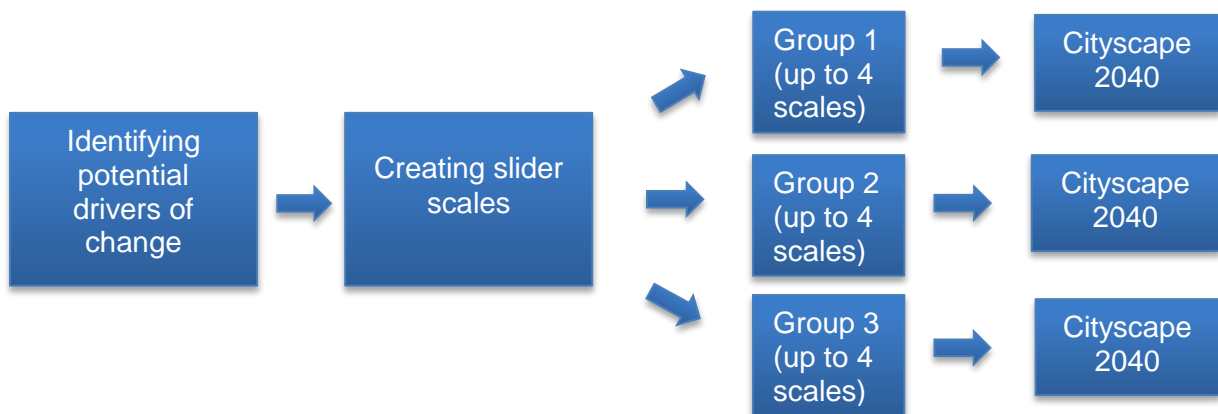 Identifying
potential
drivers of
change
Creating slider
scales
Group 1
(up to 4
scales)
Cityscape
2040
Group 2
(up to 4
scales)
Cityscape
2040
Group 3
(up to 4
scales)
Cityscape
2040